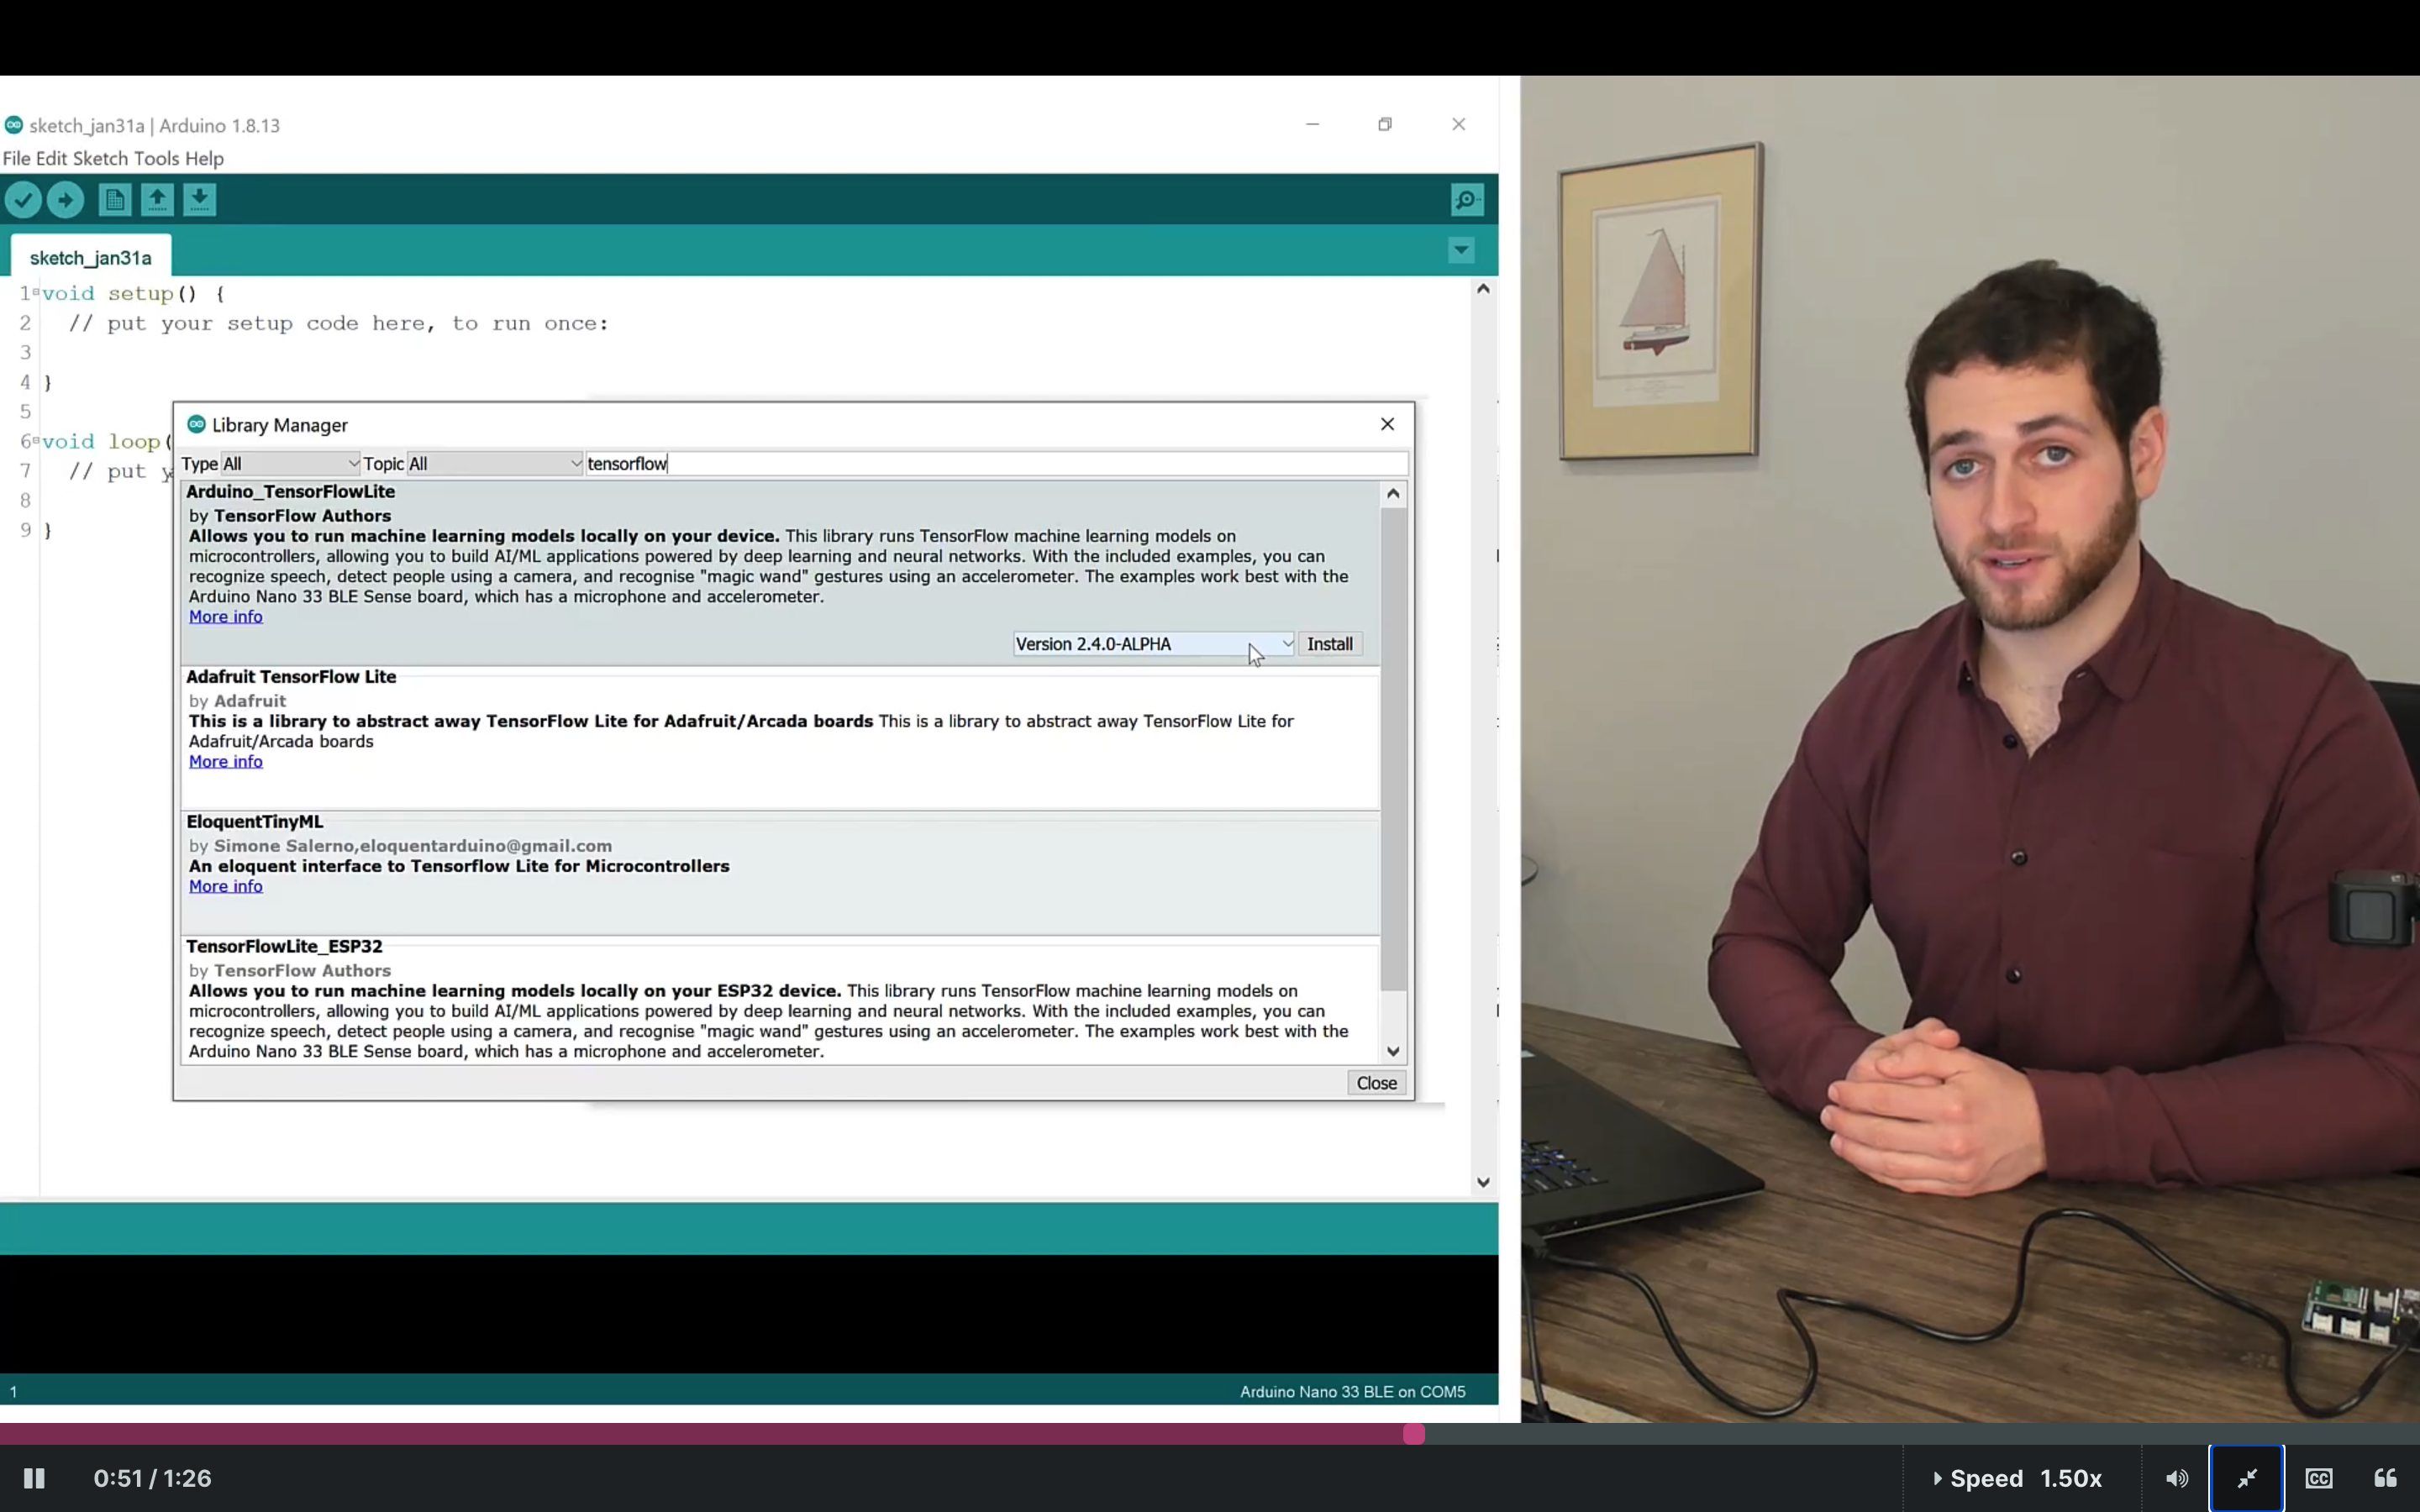 sketch_jan31a | Arduino 1.8.13
File Edit Sketch Tools Help
sketch_jan31a
1 void setup() {
2 // put your setup code here, to run once:
3
4 }
5
6 void loop(
7 // put y
8
9 }
Library Manager
Type All Topic All tensorflow
Arduino_TensorFlowLite
by TensorFlow Authors
Allows you to run machine learning models locally on your device. This library runs TensorFlow machine learning models on
microcontrollers, allowing you to build AI/ML applications powered by deep learning and neural networks. With the included examples, you can
recognize speech, detect people using a camera, and recognise "magic wand" gestures using an accelerometer. The examples work best with the
Arduino Nano 33 BLE Sense board, which has a microphone and accelerometer.
More info
Version 2.4.0-ALPHA Install
Adafruit TensorFlow Lite
by Adafruit
This is a library to abstract away TensorFlow Lite for Adafruit/Arcada boards This is a library to abstract away TensorFlow Lite for
Adafruit/Arcada boards
More info
EloquentTinyML
by Simone Salerno,eloquentarduino@gmail.com
An eloquent interface to Tensorflow Lite for Microcontrollers
More info
TensorFlowLite_ESP32
by TensorFlow Authors
Allows you to run machine learning models locally on your ESP32 device. This library runs TensorFlow machine learning models on
microcontrollers, allowing you to build AI/ML applications powered by deep learning and neural networks. With the included examples, you can
recognize speech, detect people using a camera, and recognise "magic wand" gestures using an accelerometer. The examples work best with the
Arduino Nano 33 BLE Sense board, which has a microphone and accelerometer.
Close
1 Arduino Nano 33 BLE on COM5
0:51 / 1:26 Speed 1.50x CC